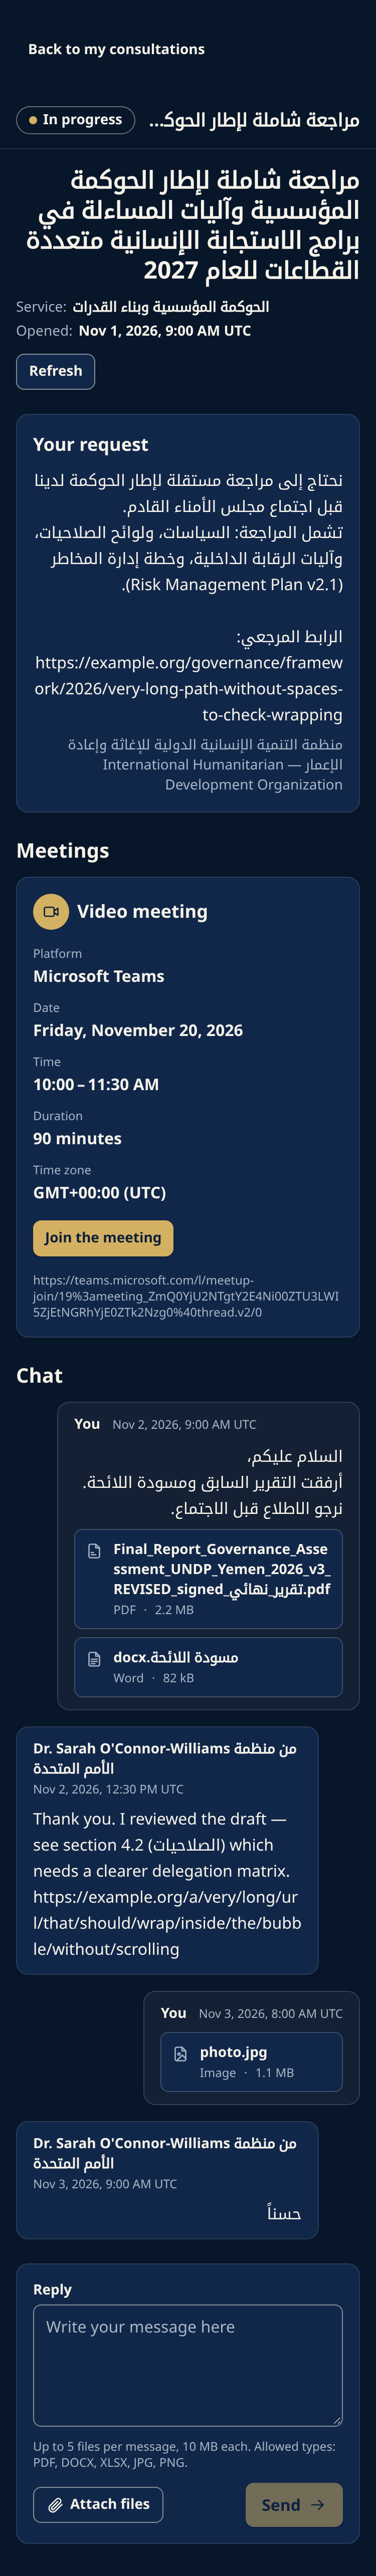 Back to my consultations
In progress
مراجعة شاملة لإطار الحوكـ...
مراجعة شاملة لإطار الحوكمة
المؤسسية وآليات المساءلة في
برامج الاستجابة الإنسانية متعددة
القطاعات للعام 2027
Service: الحوكمة المؤسسية وبناء القدرات
Opened: Nov 1, 2026, 9:00 AM UTC
Refresh
Your request
نحتاج إلى مراجعة مستقلة لإطار الحوكمة لدينا
قبل اجتماع مجلس الأمناء القادم.
تشمل المراجعة: السياسات، ولوائح الصلاحيات،
وآليات الرقابة الداخلية، وخطة إدارة المخاطر
(Risk Management Plan v2.1).
الرابط المرجعي:
https://example.org/governance/framew
ork/2026/very-long-path-without-spaces-
to-check-wrapping
منظمة التنمية الإنسانية الدولية للإغاثة وإعادة
الإعمار — International Humanitarian
Development Organization
Meetings
Video meeting
Platform
Microsoft Teams
Date
Friday, November 20, 2026
Time
10:00 – 11:30 AM
Duration
90 minutes
Time zone
GMT+00:00 (UTC)
Join the meeting
https://teams.microsoft.com/l/meetup-
join/19%3ameeting_ZmQ0YjU2NTgtY2E4Ni00ZTU3LWI
5ZjEtNGRhYjE0ZTk2Nzg0%40thread.v2/0
Chat
You Nov 2, 2026, 9:00 AM UTC
السلام عليكم،
أرفقت التقرير السابق ومسودة اللائحة.
نرجو الاطلاع قبل الاجتماع.
Final_Report_Governance_Asse
ssment_UNDP_Yemen_2026_v3_
REVISED_signed_تقرير_نهائي.pdf
PDF · 2.2 MB
مسودة اللائحة.docx
Word · 82 kB
Dr. Sarah O'Connor-Williams من منظمة
الأمم المتحدة
Nov 2, 2026, 12:30 PM UTC
Thank you. I reviewed the draft —
see section 4.2 (الصلاحيات) which
needs a clearer delegation matrix.
https://example.org/a/very/long/ur
l/that/should/wrap/inside/the/bubb
le/without/scrolling
You Nov 3, 2026, 8:00 AM UTC
photo.jpg
Image · 1.1 MB
Dr. Sarah O'Connor-Williams من منظمة
الأمم المتحدة
Nov 3, 2026, 9:00 AM UTC
حسناً
Reply
Write your message here
Up to 5 files per message, 10 MB each. Allowed types:
PDF, DOCX, XLSX, JPG, PNG.
Attach files
Send